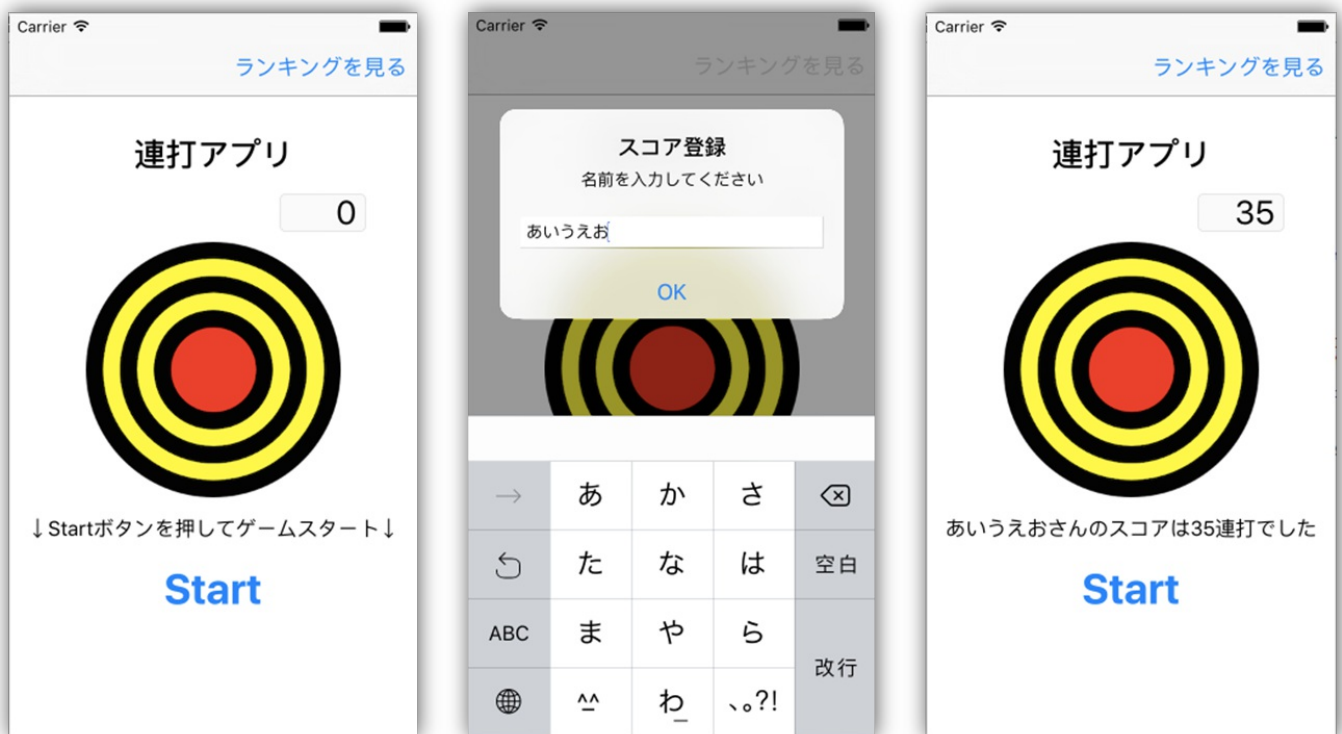 Carrier
ランキングを見る
連打アプリ
0
↓Startボタンを押してゲームスタート↓
Start
Carrier
ランキングを見る
スコア登録
名前を入力してください
あいうえお
OK
→ あ か さ
た な は 空白
ABC ま や ら
改行
^^ わ 、。?!
Carrier
ランキングを見る
連打アプリ
35
あいうえおさんのスコアは35連打でした
Start